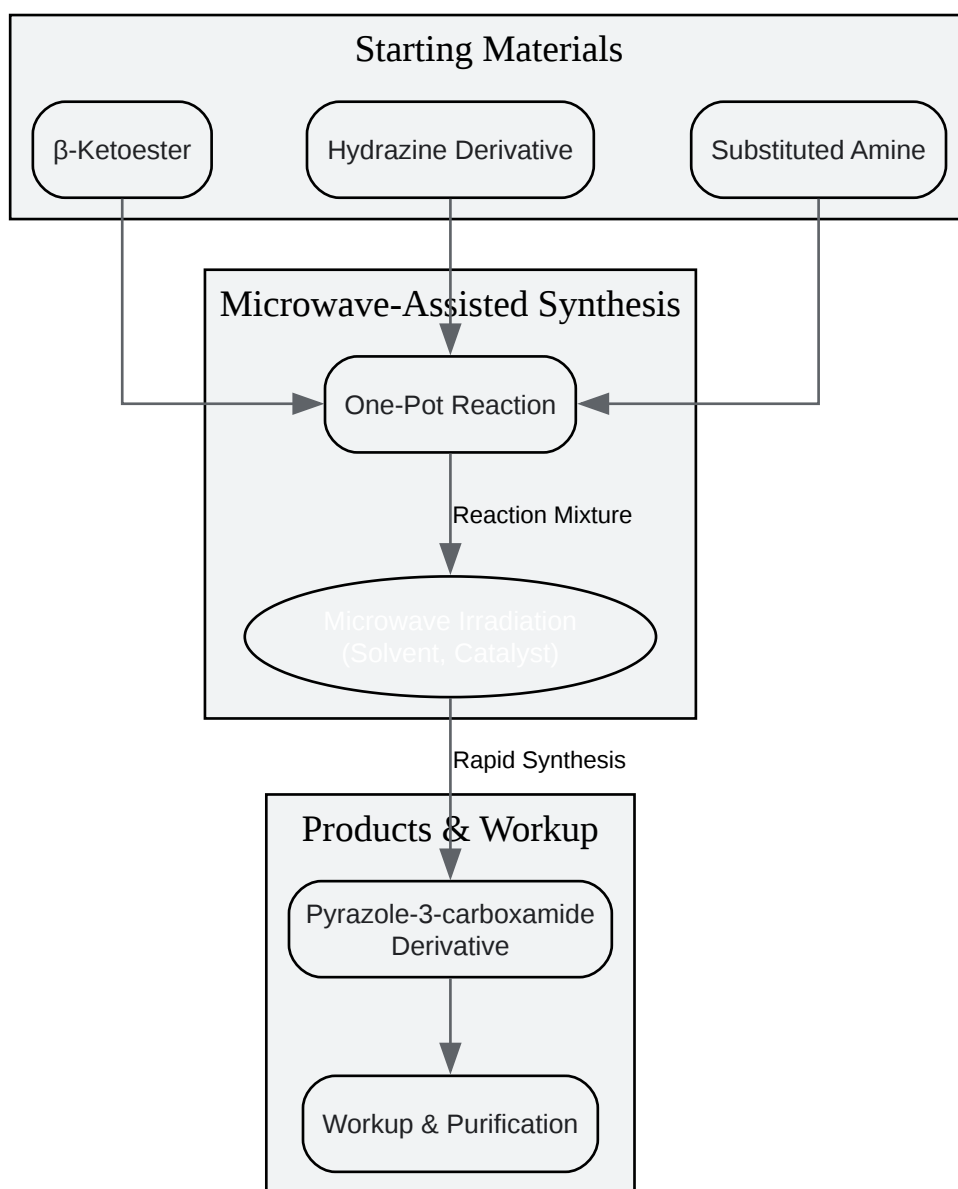 Starting Materials
β-Ketoester
Hydrazine Derivative
Substituted Amine
Microwave-Assisted Synthesis
One-Pot Reaction
Reaction Mixture
Microwave Irradiation
(Solvent, Catalyst)
Rapid Synthesis
Products & Workup
Pyrazole-3-carboxamide
Derivative
Workup & Purification